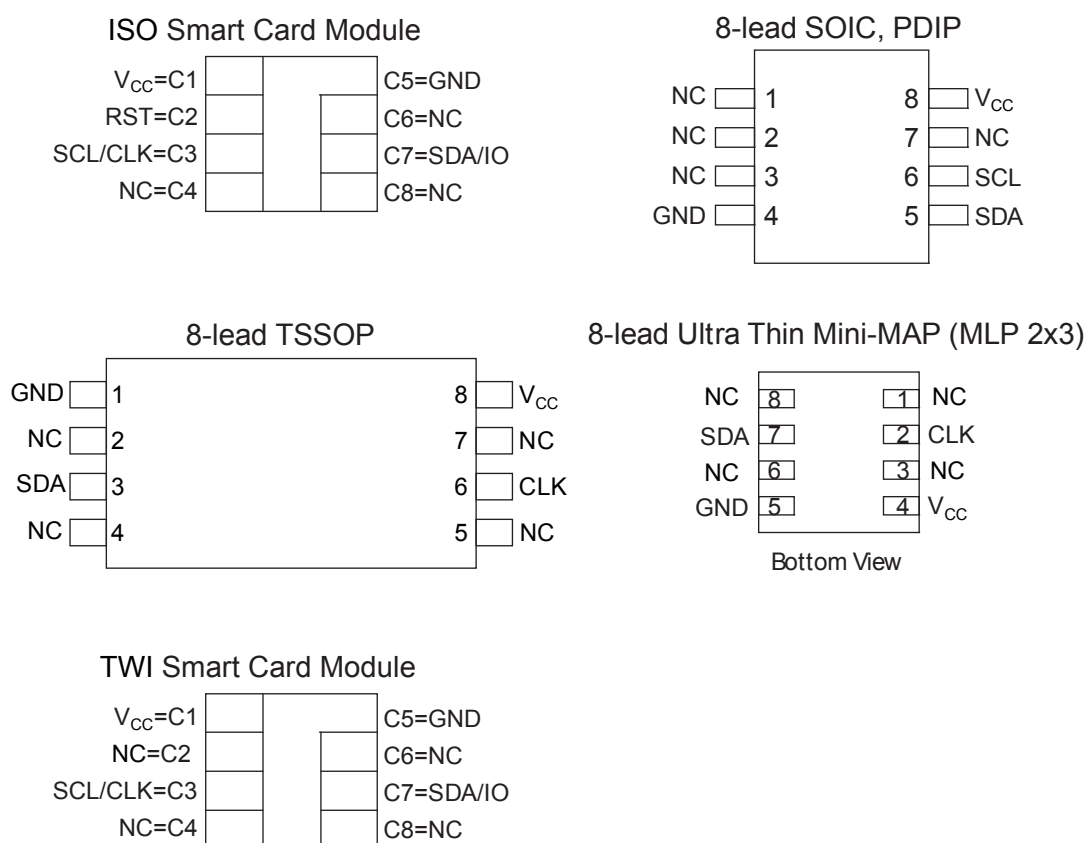 ISO Smart Card Module
VCC=C1
C5=GND
RST=C2
C6=NC
SCL/CLK=C3
C7=SDA/IO
NC=C4
C8=NC
8-lead SOIC, PDIP
NC 1 8 VCC
NC 2 7 NC
NC 3 6 SCL
GND 4 5 SDA
8-lead TSSOP
GND 1 8 VCC
NC 2 7 NC
SDA 3 6 CLK
NC 4 5 NC
8-lead Ultra Thin Mini-MAP (MLP 2x3)
NC 8 1 NC
SDA 7 2 CLK
NC 6 3 NC
GND 5 4 VCC
Bottom View
TWI Smart Card Module
VCC=C1
C5=GND
NC=C2
C6=NC
SCL/CLK=C3
C7=SDA/IO
NC=C4
C8=NC